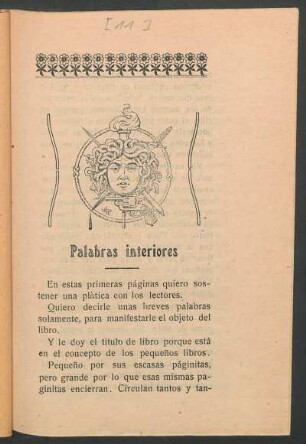 [11]
Palabras interiores
En estas primeras páginas quiero sos-
tener una plática con los lectores.
Quiero decirle unas breves palabras
solamente, para manifestarle el objeto del
libro.
Y le doy el título de libro porque está
en el concepto de los pequeños libros.
Pequeño por sus escasas páginitas,
pero grande por lo que esas mismas pa-
ginitas encierran. Circulan tantos y tan-